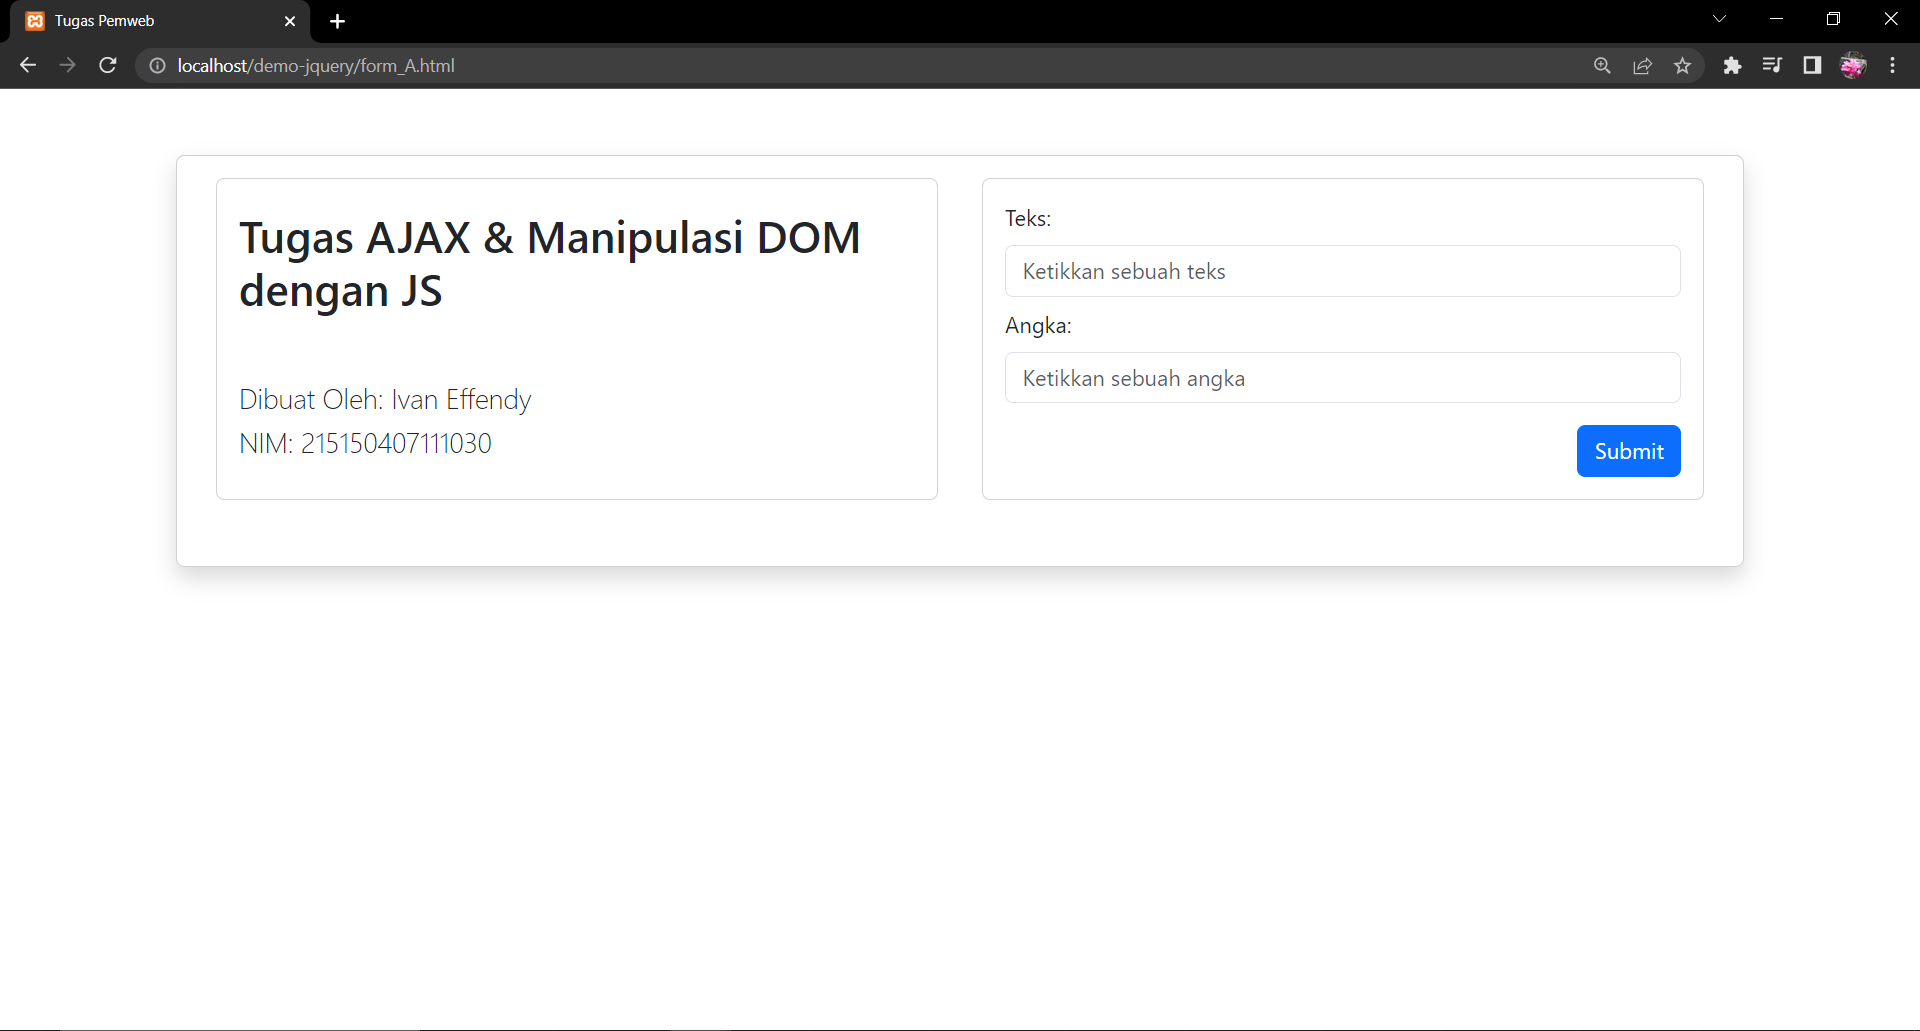 Tugas Pemweb
localhost/demo-jquery/form_A.html
Tugas AJAX & Manipulasi DOM
dengan JS
Dibuat Oleh: Ivan Effendy
NIM: 215150407111030
Teks:
Ketikkan sebuah teks
Angka:
Ketikkan sebuah angka
Submit